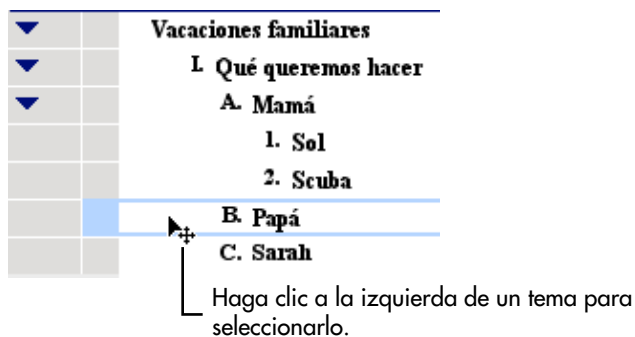 Vacaciones familiares
I. Qué queremos hacer
A. Mamá
1. Sol
2. Scuba
B. Papá
C. Sarah
Haga clic a la izquierda de un tema para
seleccionarlo.